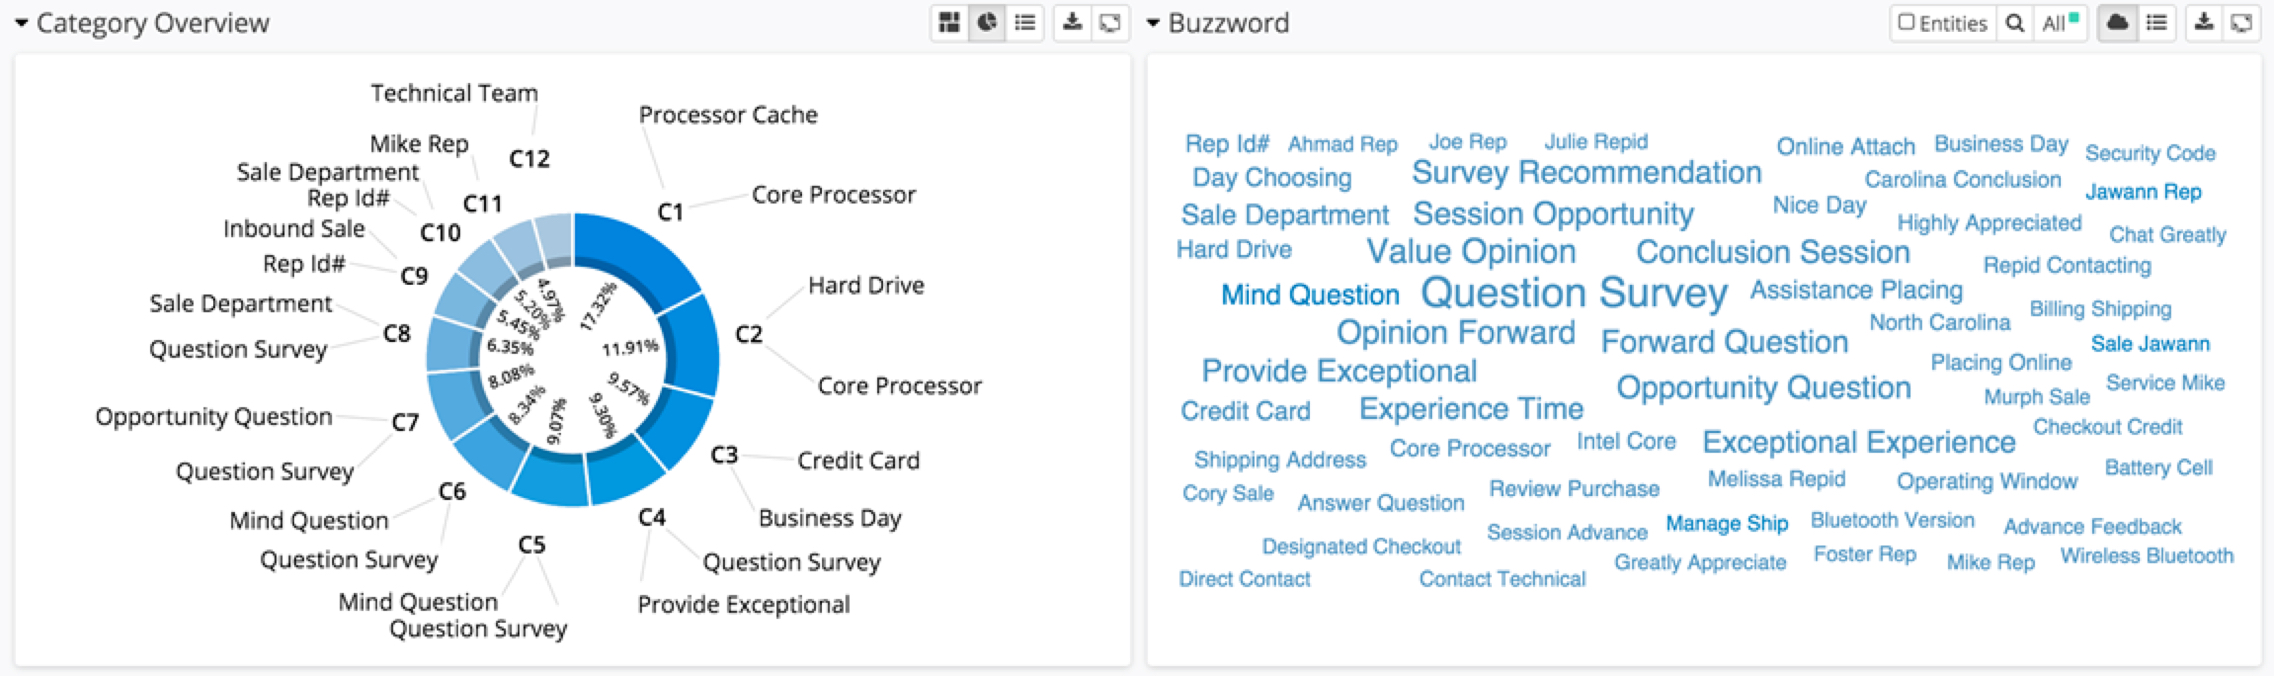 Category Overview
Technical Team
Processor Cache
Mike Rep
C12
Sale Department
Rep Id#
C11
C1
Core Processor
Inbound Sale
C10
Rep Id#
C9
Hard Drive
Sale Department
C8
C2
Question Survey
Core Processor
Opportunity Question
C7
C3
Credit Card
Question Survey
C6
Mind Question
C4
Business Day
Question Survey
C5
Question Survey
Mind Question
Provide Exceptional
Question Survey
17.32%
11.91%
9.57%
9.30%
9.07%
8.34%
8.08%
6.35%
5.45%
5.20%
4.97%
Buzzword
Entities
All
Rep Id# Ahmad Rep Joe Rep Julie Repid Online Attach Business Day Security Code
Day Choosing Survey Recommendation Carolina Conclusion Jawann Rep
Sale Department Session Opportunity Nice Day Highly Appreciated Chat Greatly
Hard Drive Value Opinion Conclusion Session Repid Contacting
Mind Question Question Survey Assistance Placing Billing Shipping
Opinion Forward Forward Question North Carolina Sale Jawann
Provide Exceptional Placing Online Service Mike
Opportunity Question Murph Sale
Credit Card Experience Time Checkout Credit
Core Processor Intel Core Exceptional Experience
Shipping Address Melissa Repid Operating Window Battery Cell
Cory Sale Answer Question Review Purchase
Session Advance Manage Ship Bluetooth Version Advance Feedback
Designated Checkout Greatly Appreciate Foster Rep Mike Rep Wireless Bluetooth
Direct Contact Contact Technical